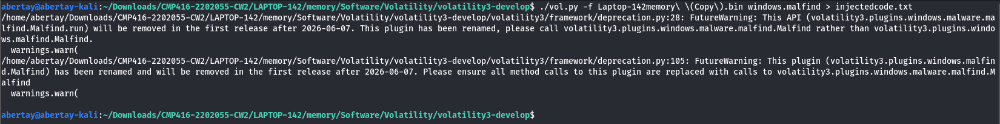 abertay@abertay-kali:~/Downloads/CMP416-2202055-CW2/LAPTOP-142/memory/Software/Volatility/volatility3-develop$ ./vol.py -f Laptop-142memory\ \(Copy\).bin windows.malfind > injectedcode.txt
/home/abertay/Downloads/CMP416-2202055-CW2/LAPTOP-142/memory/Software/Volatility/volatility3-develop/volatility3/framework/deprecation.py:28: FutureWarning: This API (volatility3.plugins.windows.malware.ma
lfind.Malfind.run) will be removed in the first release after 2026-06-07. This plugin has been renamed, please call volatility3.plugins.windows.malware.malfind.Malfind rather than volatility3.plugins.windo
ws.malfind.Malfind.
  warnings.warn(
/home/abertay/Downloads/CMP416-2202055-CW2/LAPTOP-142/memory/Software/Volatility/volatility3-develop/volatility3/framework/deprecation.py:105: FutureWarning: This plugin (volatility3.plugins.windows.malfin
d.Malfind) has been renamed and will be removed in the first release after 2026-06-07. Please ensure all method calls to this plugin are replaced with calls to volatility3.plugins.windows.malware.malfind.M
alfind
  warnings.warn(
abertay@abertay-kali:~/Downloads/CMP416-2202055-CW2/LAPTOP-142/memory/Software/Volatility/volatility3-develop$